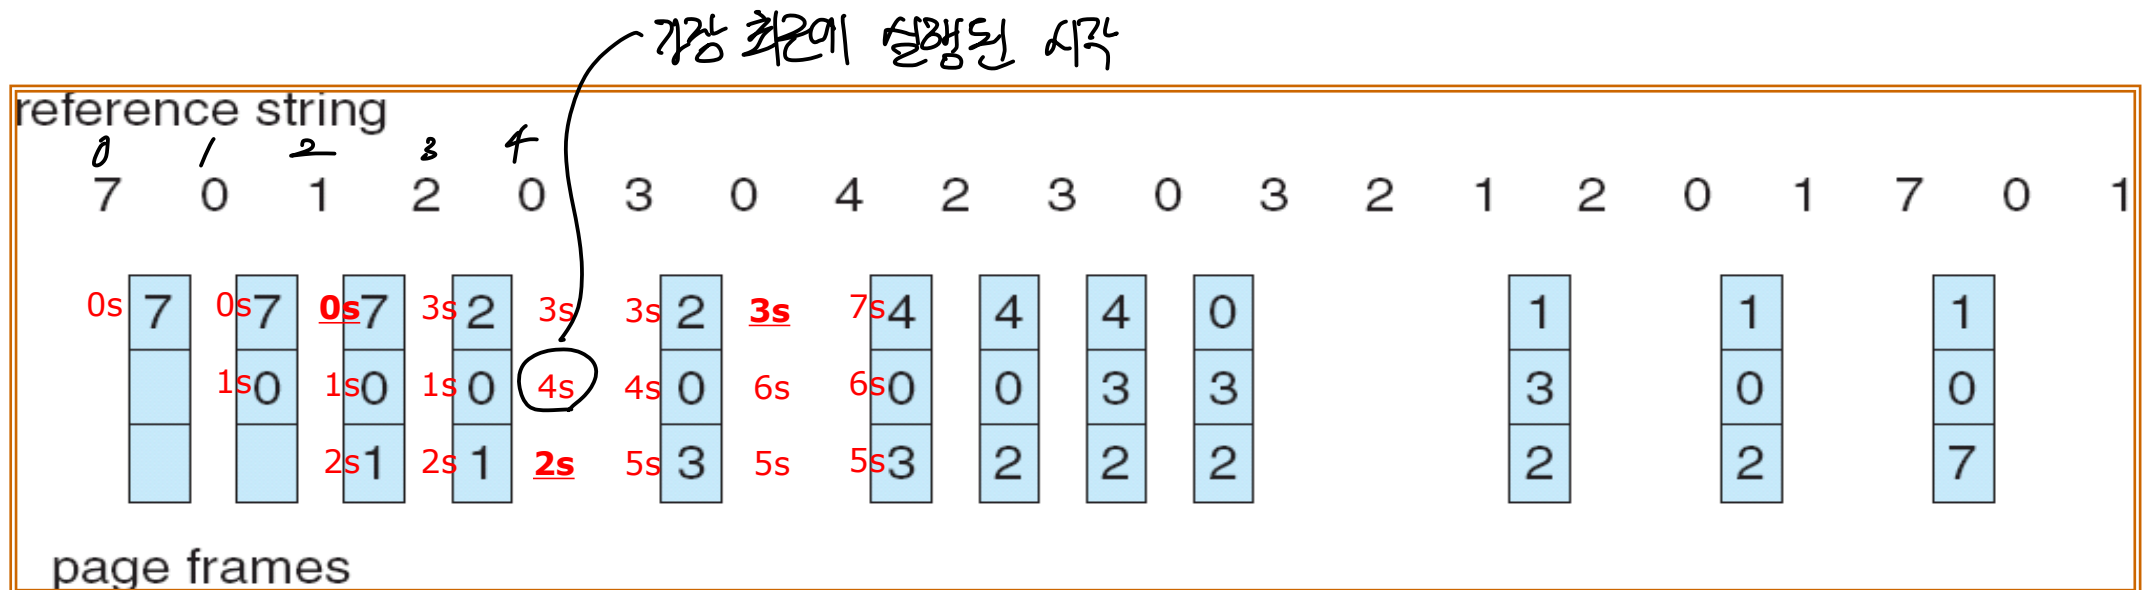 가장 최근에 실행된 시각
reference string
0 1 2 3 4
7 0 1 2 0 3 0 4 2 3 0 3 2 1 2 0 1 7 0 1
0s 7 0s 7 0s 7 3s 2 3s 3s 2 3s 7s 4 4 4 0 1 1 1
1s 0 1s 0 1s 0 4s 4s 0 6s 6s 0 0 3 3 3 0 0
2s 1 2s 1 2s 5s 3 5s 5s 3 2 2 2 2 2 7
page frames